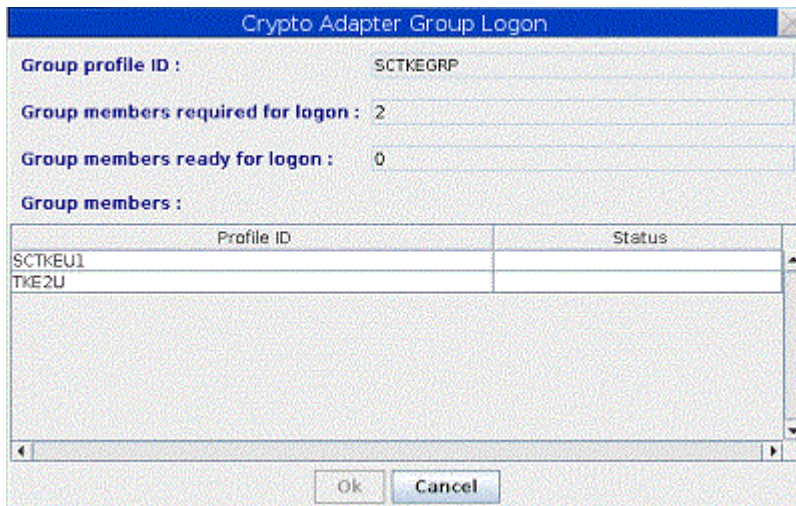 Crypto Adapter Group Logon
Group profile ID : SCTKEGRP
Group members required for logon : 2
Group members ready for logon : 0
Group members :
Profile ID Status
SCTKEU1
TKE2U
Ok Cancel